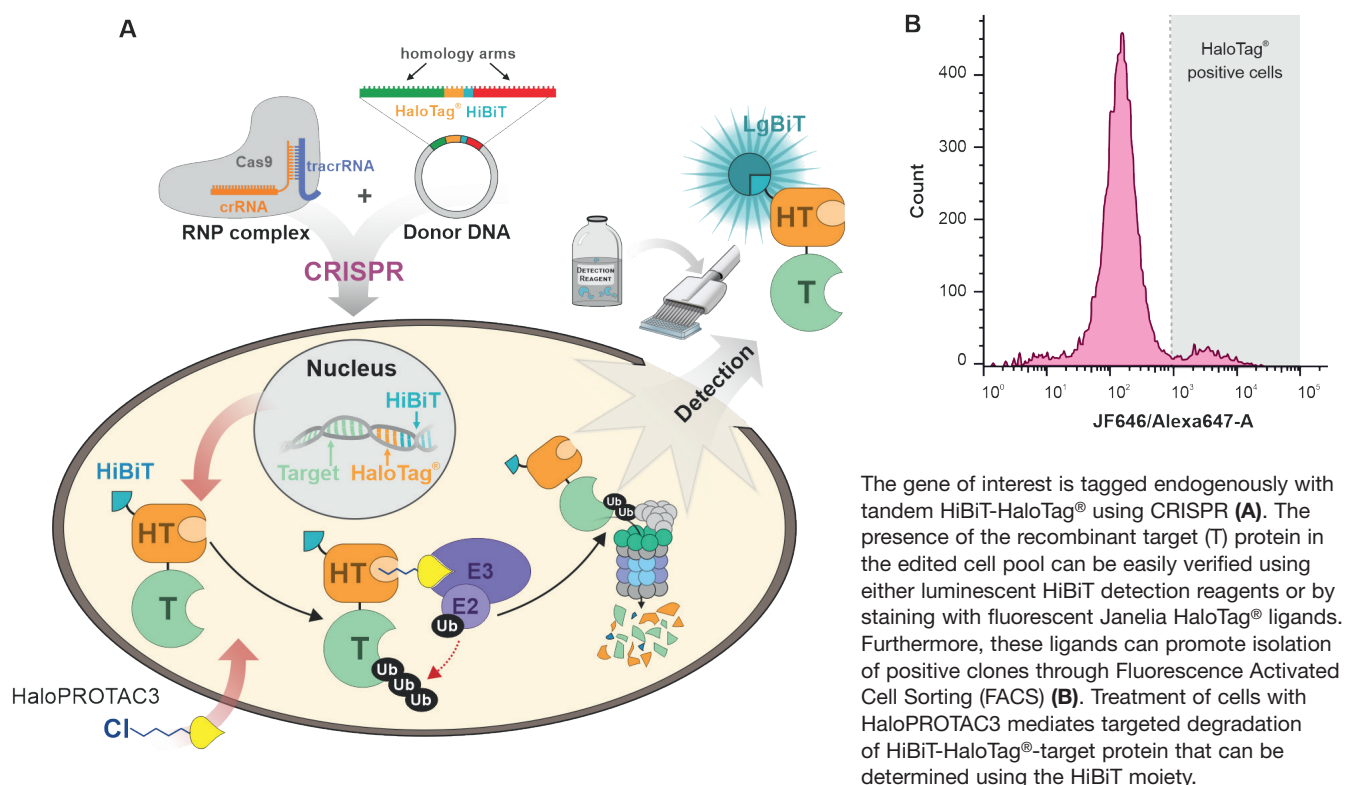 A
homology arms
HaloTag® HiBiT
Cas9
tracrRNA
crRNA
+
RNP complex
Donor DNA
CRISPR
LgBiT
HT
T
DETECTION
REAGENT
Detection
Nucleus
HiBiT
Target
HaloTag®
HiBiT
HT
T
HT
T
E3
E2
Ub
Ub
Ub
Ub
Ub
Ub
HaloPROTAC3
Cl
B
HaloTag®
positive cells
Count
400
300
200
100
0
10⁰ 10¹ 10² 10³ 10⁴ 10⁵
JF646/Alexa647-A
The gene of interest is tagged endogenously with
tandem HiBiT-HaloTag® using CRISPR (A). The
presence of the recombinant target (T) protein in
the edited cell pool can be easily verified using
either luminescent HiBiT detection reagents or by
staining with fluorescent Janelia HaloTag® ligands.
Furthermore, these ligands can promote isolation
of positive clones through Fluorescence Activated
Cell Sorting (FACS) (B). Treatment of cells with
HaloPROTAC3 mediates targeted degradation
of HiBiT-HaloTag®-target protein that can be
determined using the HiBiT moiety.